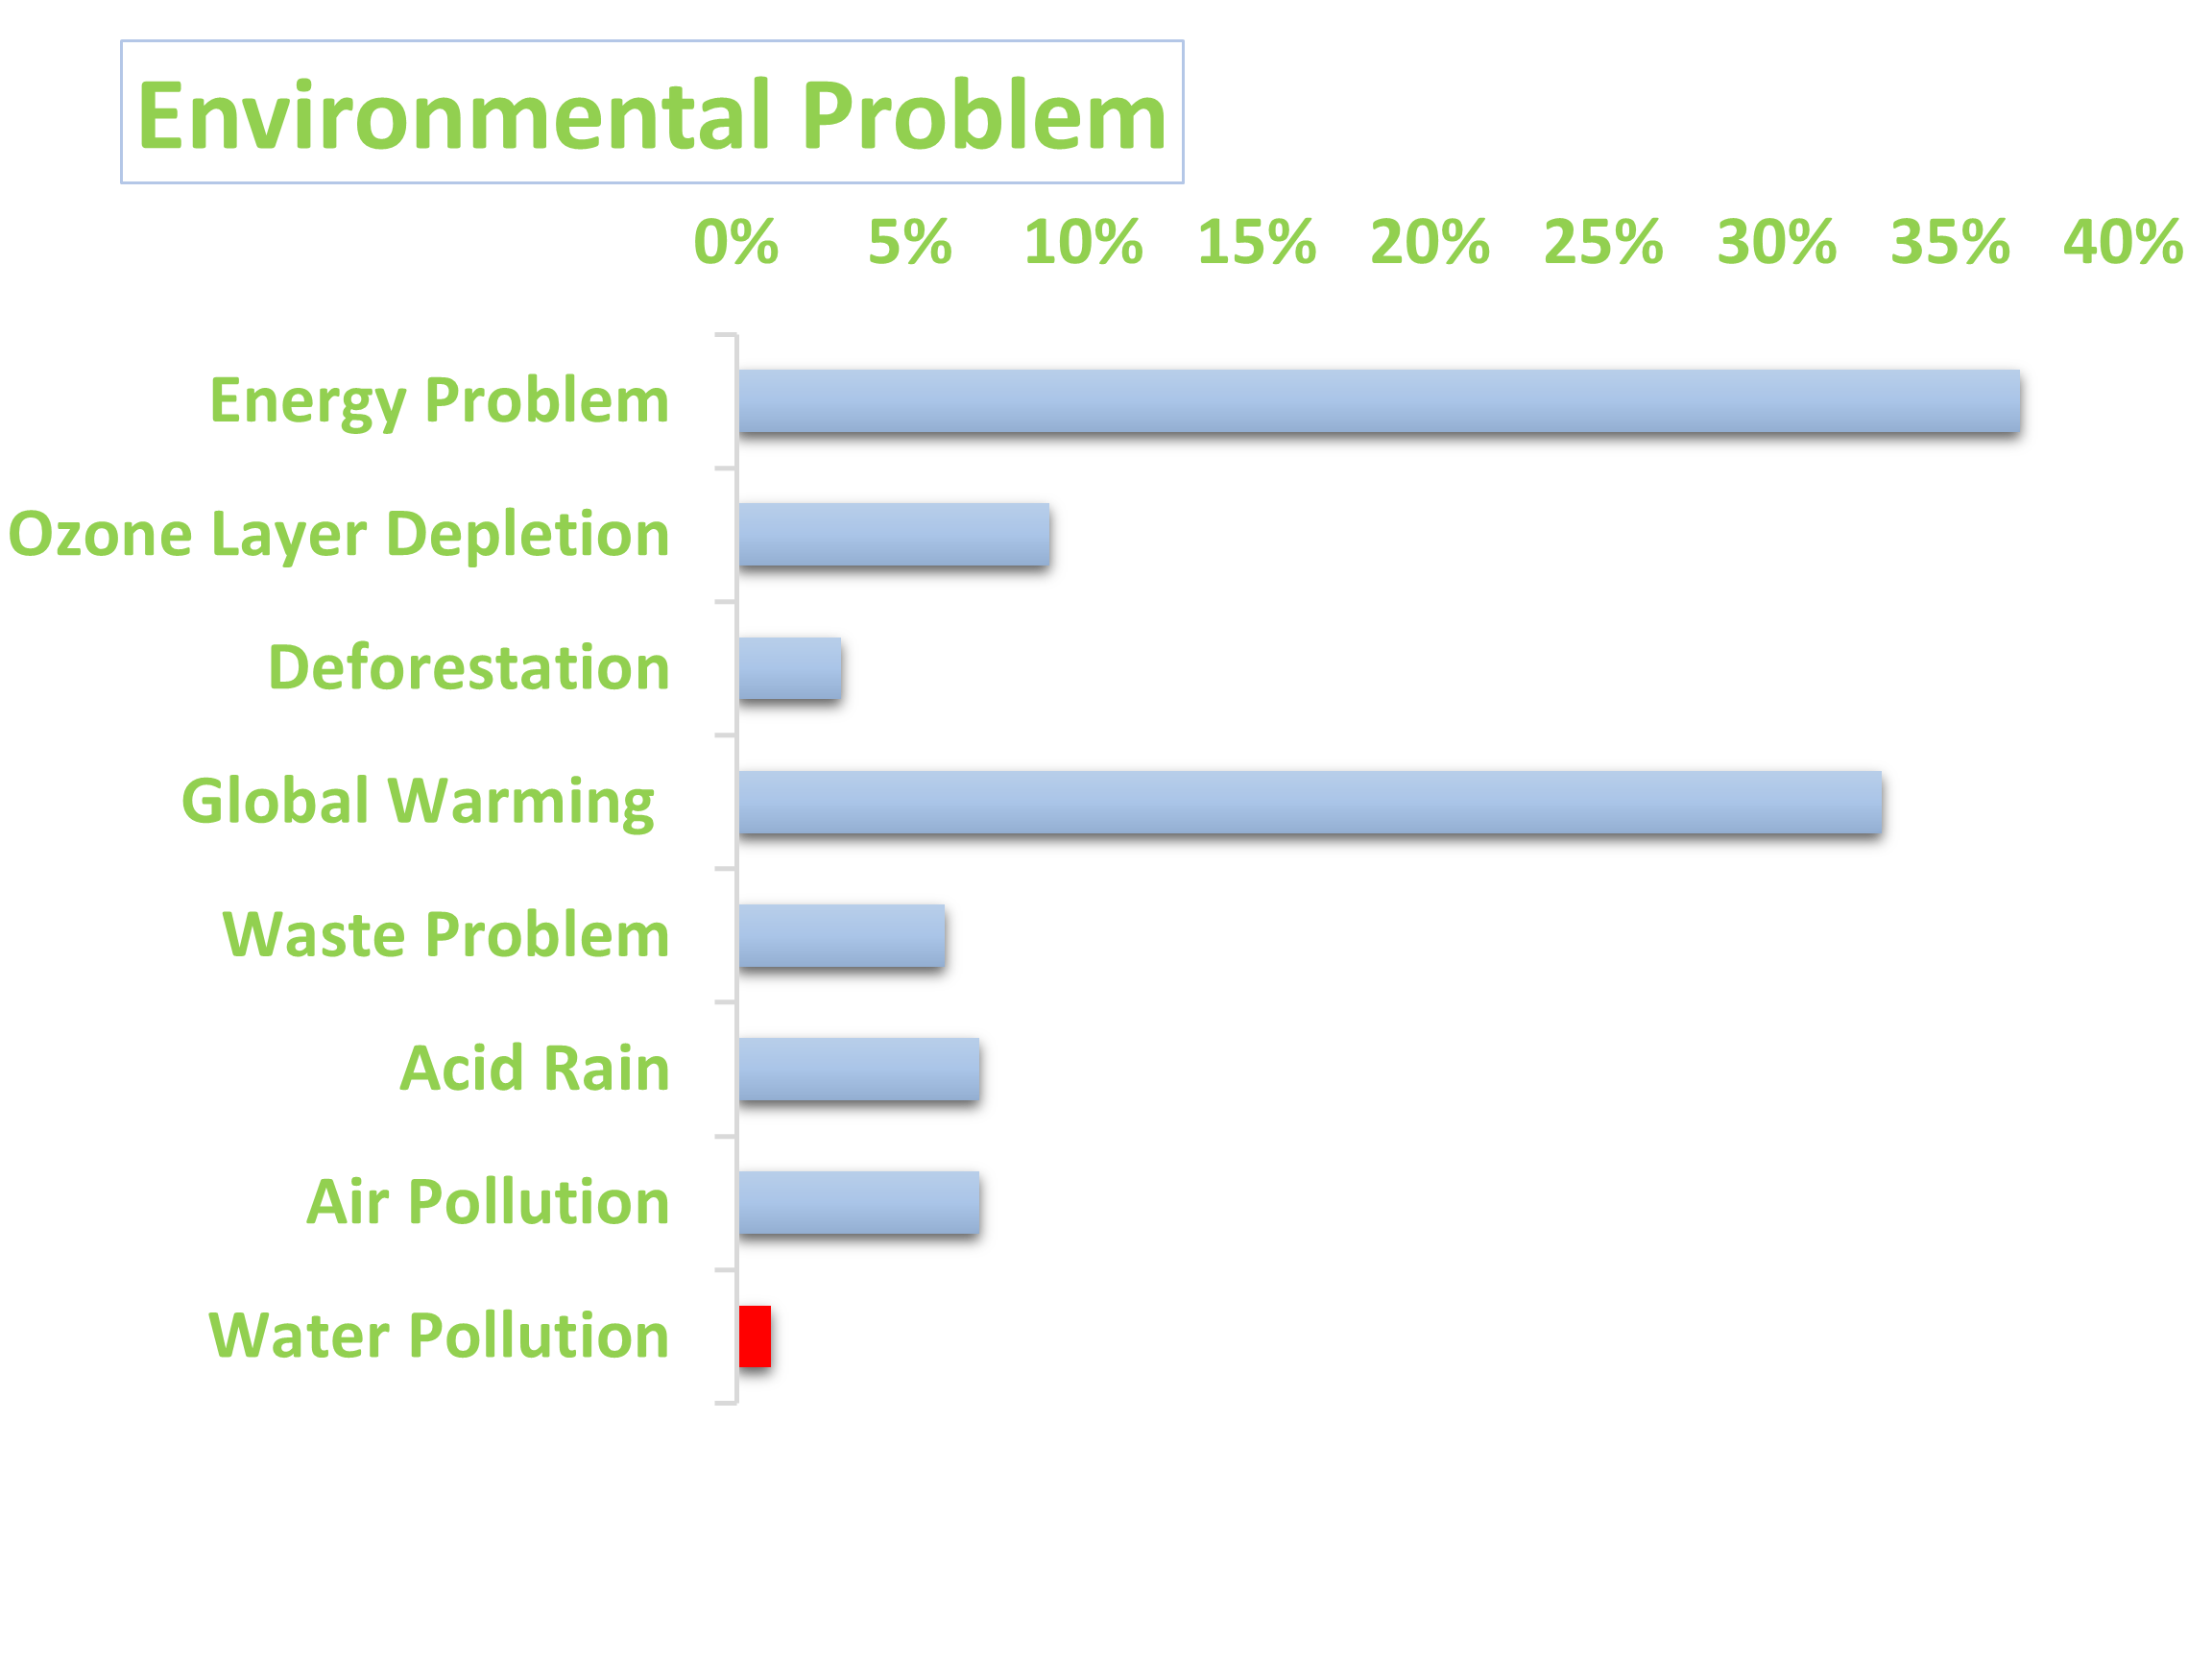 Environmental Problem
0% 5% 10% 15% 20% 25% 30% 35% 40%
Energy Problem
Ozone Layer Depletion
Deforestation
Global Warming
Waste Problem
Acid Rain
Air Pollution
Water Pollution